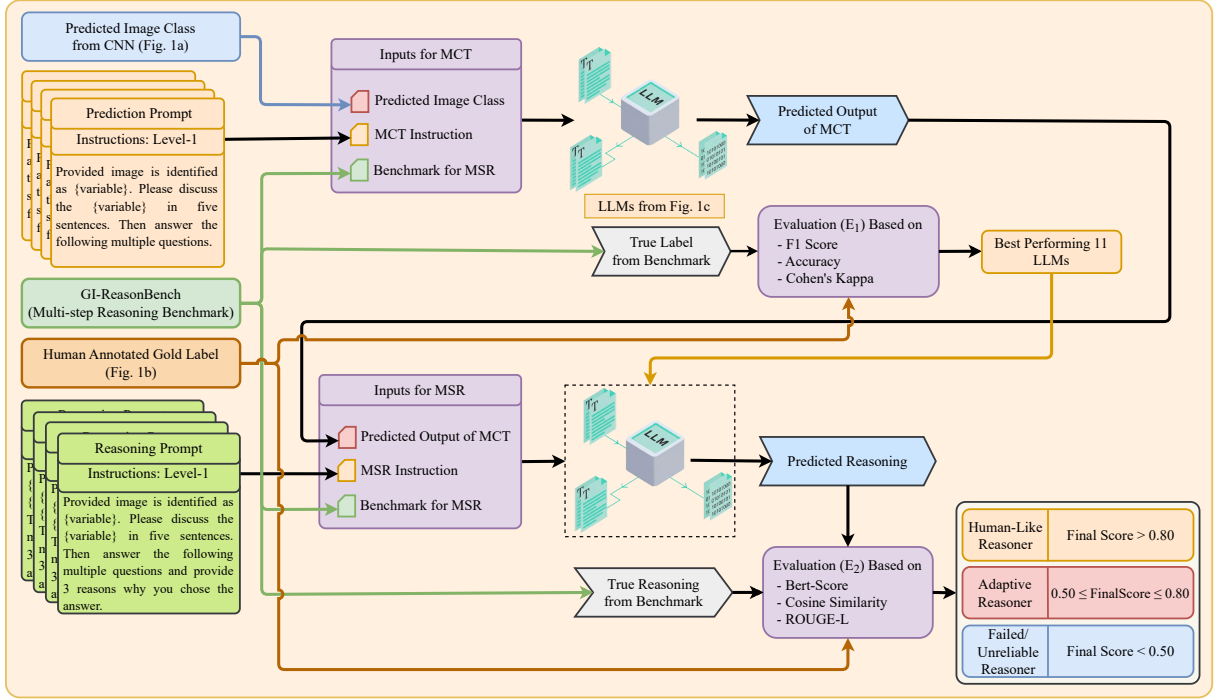 Predicted Image Class
from CNN (Fig. 1a)
Prediction Prompt
Instructions: Level-1
Provided image is identified
as {variable}. Please discuss
the {variable} in five
sentences. Then answer the
following multiple questions.
GI-ReasonBench
(Multi-step Reasoning Benchmark)
Human Annotated Gold Label
(Fig. 1b)
Reasoning Prompt
Instructions: Level-1
Provided image is identified as
{variable}. Please discuss the
{variable} in five sentences.
Then answer the following
multiple questions and provide
3 reasons why you chose the
answer.
Inputs for MCT
Predicted Image Class
MCT Instruction
Benchmark for MSR
LLM
LLMs from Fig. 1c
Predicted Output
of MCT
True Label
from Benchmark
Evaluation (E₁) Based on
- F1 Score
- Accuracy
- Cohen's Kappa
Best Performing 11
LLMs
Inputs for MSR
Predicted Output of MCT
MSR Instruction
Benchmark for MSR
LLM
Predicted Reasoning
True Reasoning
from Benchmark
Evaluation (E₂) Based on
- Bert-Score
- Cosine Similarity
- ROUGE-L
Human-Like
Reasoner
Final Score > 0.80
Adaptive
Reasoner
0.50 ≤ FinalScore ≤ 0.80
Failed/
Unreliable
Reasoner
Final Score < 0.50